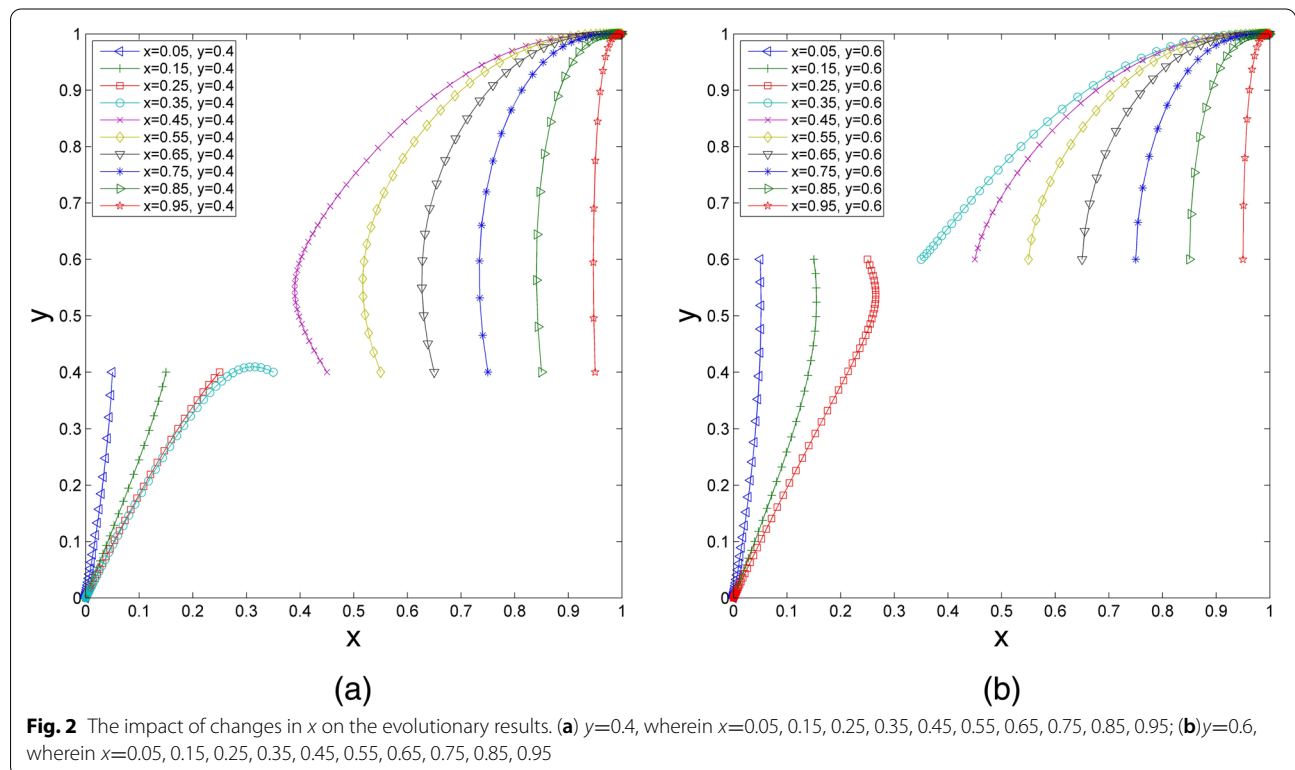 1
0.9
0.8
0.7
0.6
0.5
0.4
0.3
0.2
0.1
0
y
x=0.05, y=0.4
x=0.15, y=0.4
x=0.25, y=0.4
x=0.35, y=0.4
x=0.45, y=0.4
x=0.55, y=0.4
x=0.65, y=0.4
x=0.75, y=0.4
x=0.85, y=0.4
x=0.95, y=0.4
0 0.1 0.2 0.3 0.4 0.5 0.6 0.7 0.8 0.9 1
x
(a)
1
0.9
0.8
0.7
0.6
0.5
0.4
0.3
0.2
0.1
0
y
x=0.05, y=0.6
x=0.15, y=0.6
x=0.25, y=0.6
x=0.35, y=0.6
x=0.45, y=0.6
x=0.55, y=0.6
x=0.65, y=0.6
x=0.75, y=0.6
x=0.85, y=0.6
x=0.95, y=0.6
0 0.1 0.2 0.3 0.4 0.5 0.6 0.7 0.8 0.9 1
x
(b)
Fig. 2 The impact of changes in x on the evolutionary results. (a) y=0.4, wherein x=0.05, 0.15, 0.25, 0.35, 0.45, 0.55, 0.65, 0.75, 0.85, 0.95; (b)y=0.6,
wherein x=0.05, 0.15, 0.25, 0.35, 0.45, 0.55, 0.65, 0.75, 0.85, 0.95